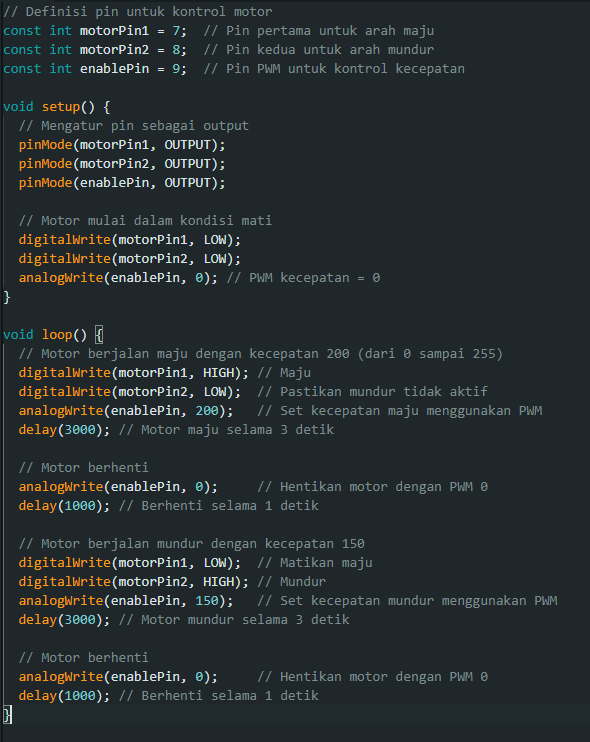 // Definisi pin untuk kontrol motor
const int motorPin1 = 7;  // Pin pertama untuk arah maju
const int motorPin2 = 8;  // Pin kedua untuk arah mundur
const int enablePin = 9;  // Pin PWM untuk kontrol kecepatan

void setup() {
  // Mengatur pin sebagai output
  pinMode(motorPin1, OUTPUT);
  pinMode(motorPin2, OUTPUT);
  pinMode(enablePin, OUTPUT);

  // Motor mulai dalam kondisi mati
  digitalWrite(motorPin1, LOW);
  digitalWrite(motorPin2, LOW);
  analogWrite(enablePin, 0); // PWM kecepatan = 0
}

void loop() {
  // Motor berjalan maju dengan kecepatan 200 (dari 0 sampai 255)
  digitalWrite(motorPin1, HIGH); // Maju
  digitalWrite(motorPin2, LOW);  // Pastikan mundur tidak aktif
  analogWrite(enablePin, 200);   // Set kecepatan maju menggunakan PWM
  delay(3000); // Motor maju selama 3 detik

  // Motor berhenti
  analogWrite(enablePin, 0);     // Hentikan motor dengan PWM 0
  delay(1000); // Berhenti selama 1 detik

  // Motor berjalan mundur dengan kecepatan 150
  digitalWrite(motorPin1, LOW);  // Matikan maju
  digitalWrite(motorPin2, HIGH); // Mundur
  analogWrite(enablePin, 150);   // Set kecepatan mundur menggunakan PWM
  delay(3000); // Motor mundur selama 3 detik

  // Motor berhenti
  analogWrite(enablePin, 0);     // Hentikan motor dengan PWM 0
  delay(1000); // Berhenti selama 1 detik
}